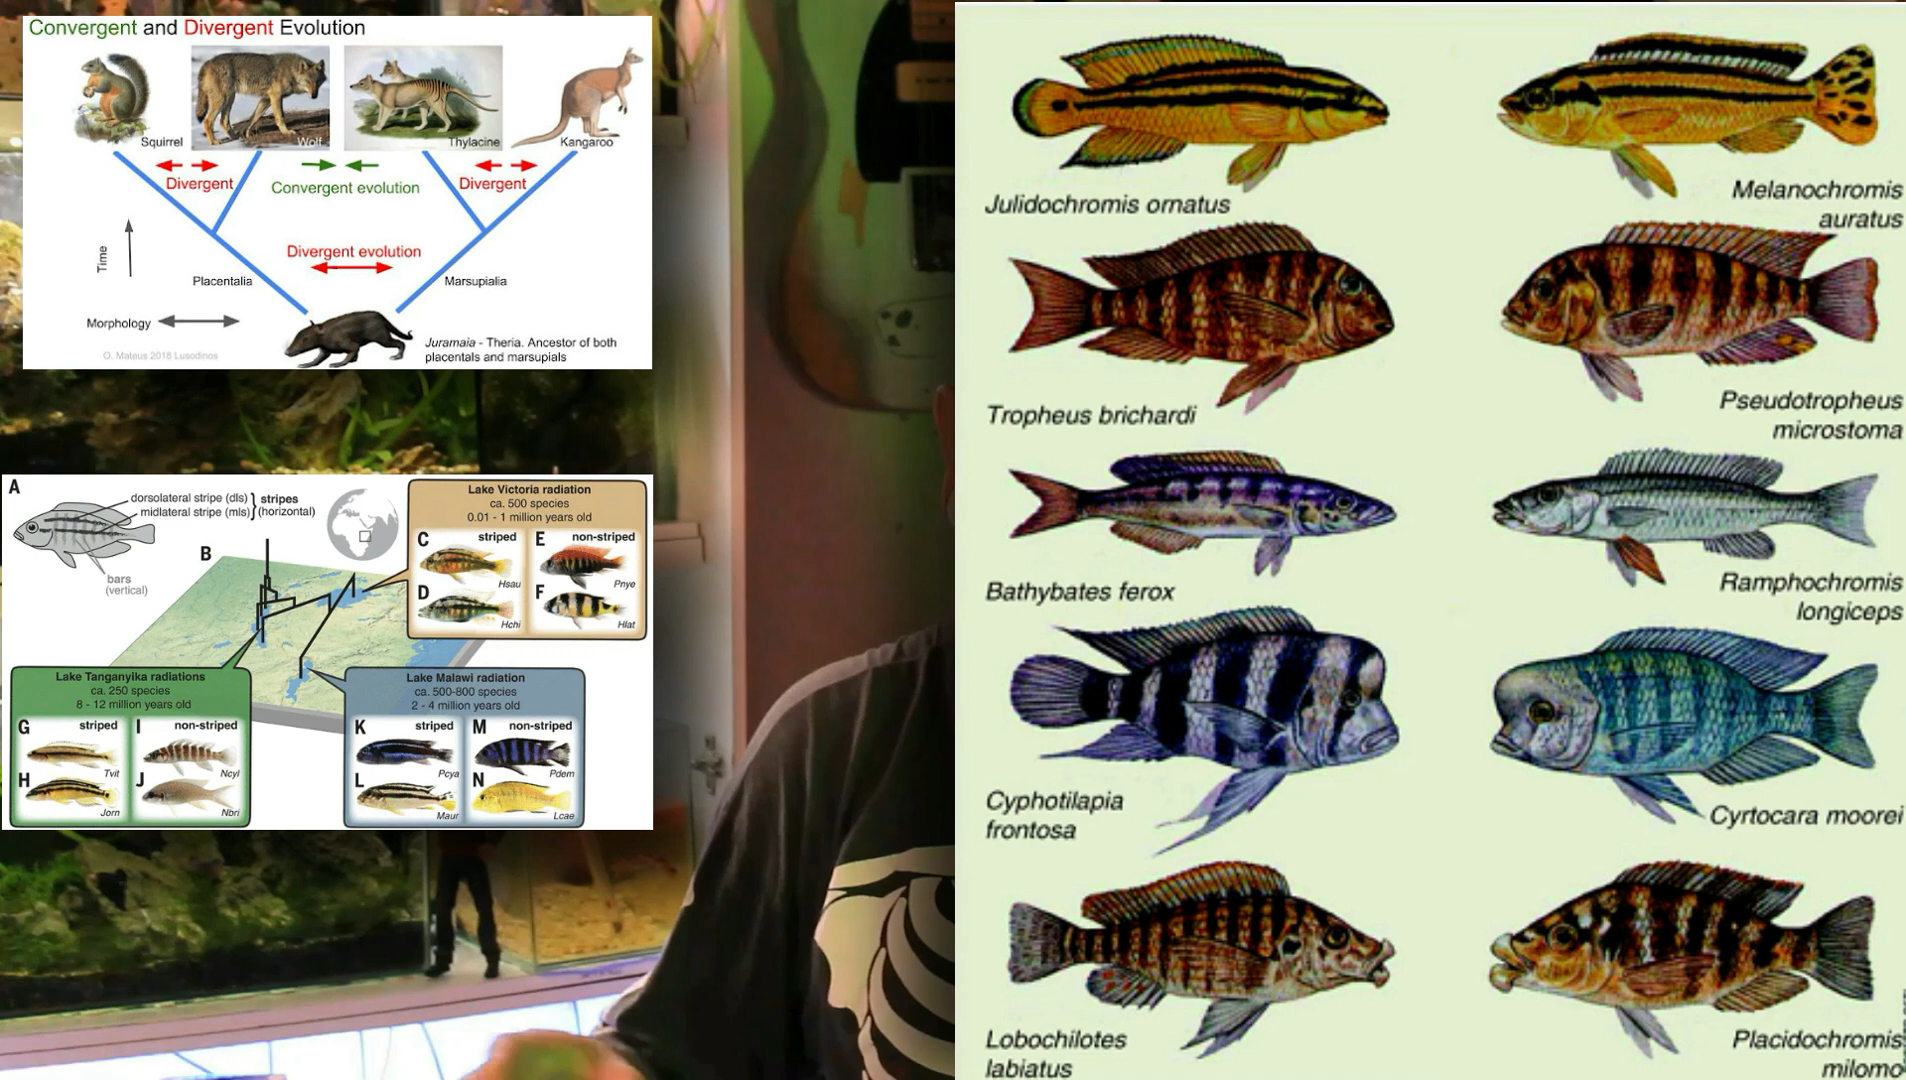 Convergent and Divergent Evolution
Squirrel
Wolf
Thylacine
Kangaroo
Divergent
Convergent evolution
Divergent
Divergent evolution
Time
Placentalia
Marsupialia
Morphology
Juramaia - Theria. Ancestor of both
placentals and marsupials
O. Mateus 2018 Lusodinos
A
dorsolateral stripe (dls)
midlateral stripe (mls)
stripes
(horizontal)
bars
(vertical)
B
Lake Victoria radiation
ca. 500 species
0.01 - 1 million years old
C striped
E non-striped
Hsau
Pnye
D
F
Hchi
Hlat
Lake Tanganyika radiations
ca. 250 species
8 - 12 million years old
G striped
I non-striped
Tvit
Ncyl
H
J
Jorn
Nbri
Lake Malawi radiation
ca. 500-800 species
2 - 4 million years old
K striped
M non-striped
Pcya
Pdem
L
N
Maur
Lcae
Julidochromis ornatus
Melanochromis
auratus
Tropheus brichardi
Pseudotropheus
microstoma
Bathybates ferox
Ramphochromis
longiceps
Cyphotilapia
frontosa
Cyrtocara moorei
Lobochilotes
labiatus
Placidochromis
milomo